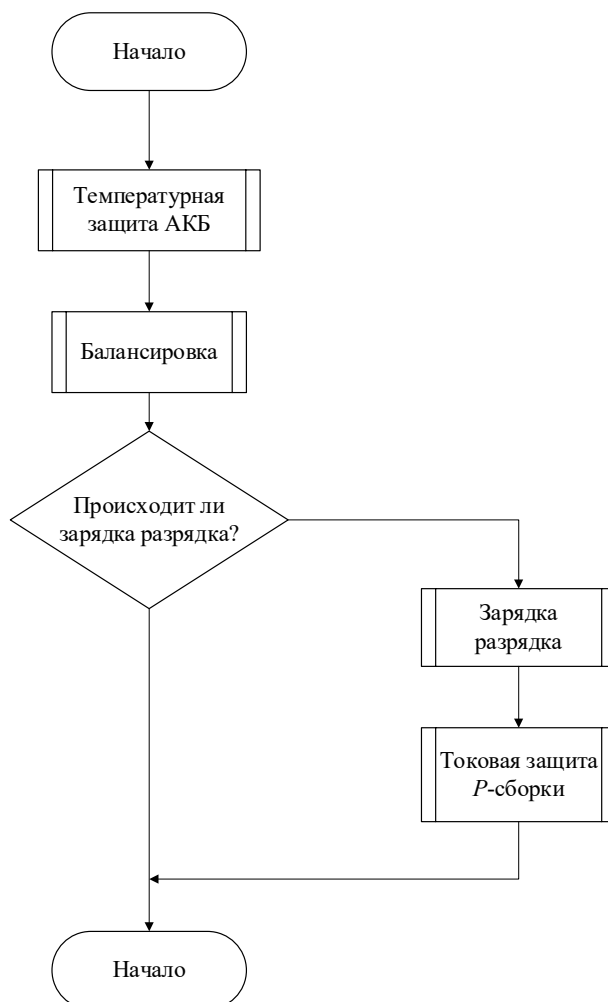 Начало
Температурная
защита АКБ
Балансировка
Происходит ли
зарядка разрядка?
Зарядка
разрядка
Токовая защита
P-сборки
Начало